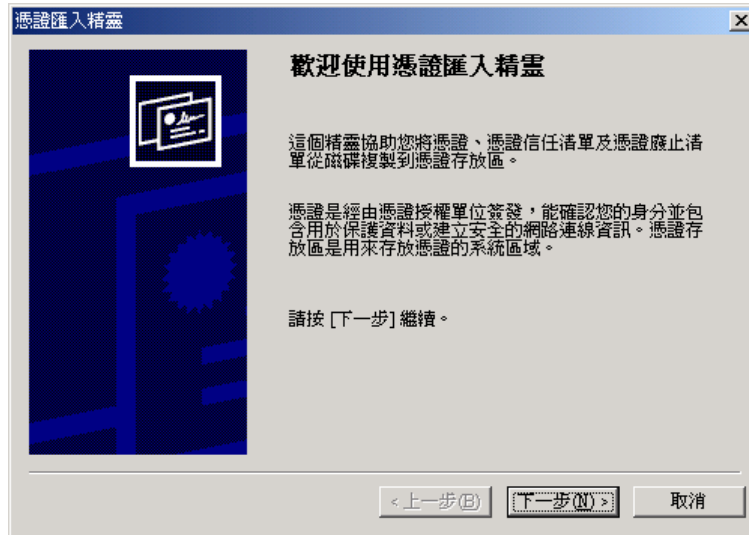 憑證匯入精靈
歡迎使用憑證匯入精靈
這個精靈協助您將憑證、憑證信任清單及憑證廢止清
單從磁碟複製到憑證存放區。
憑證是經由憑證授權單位簽發，能確認您的身分並包
含用於保護資料或建立安全的網路連線資訊。憑證存
放區是用來存放憑證的系統區域。
請按 [下一步] 繼續。
< 上一步(B)
下一步(N) >
取消